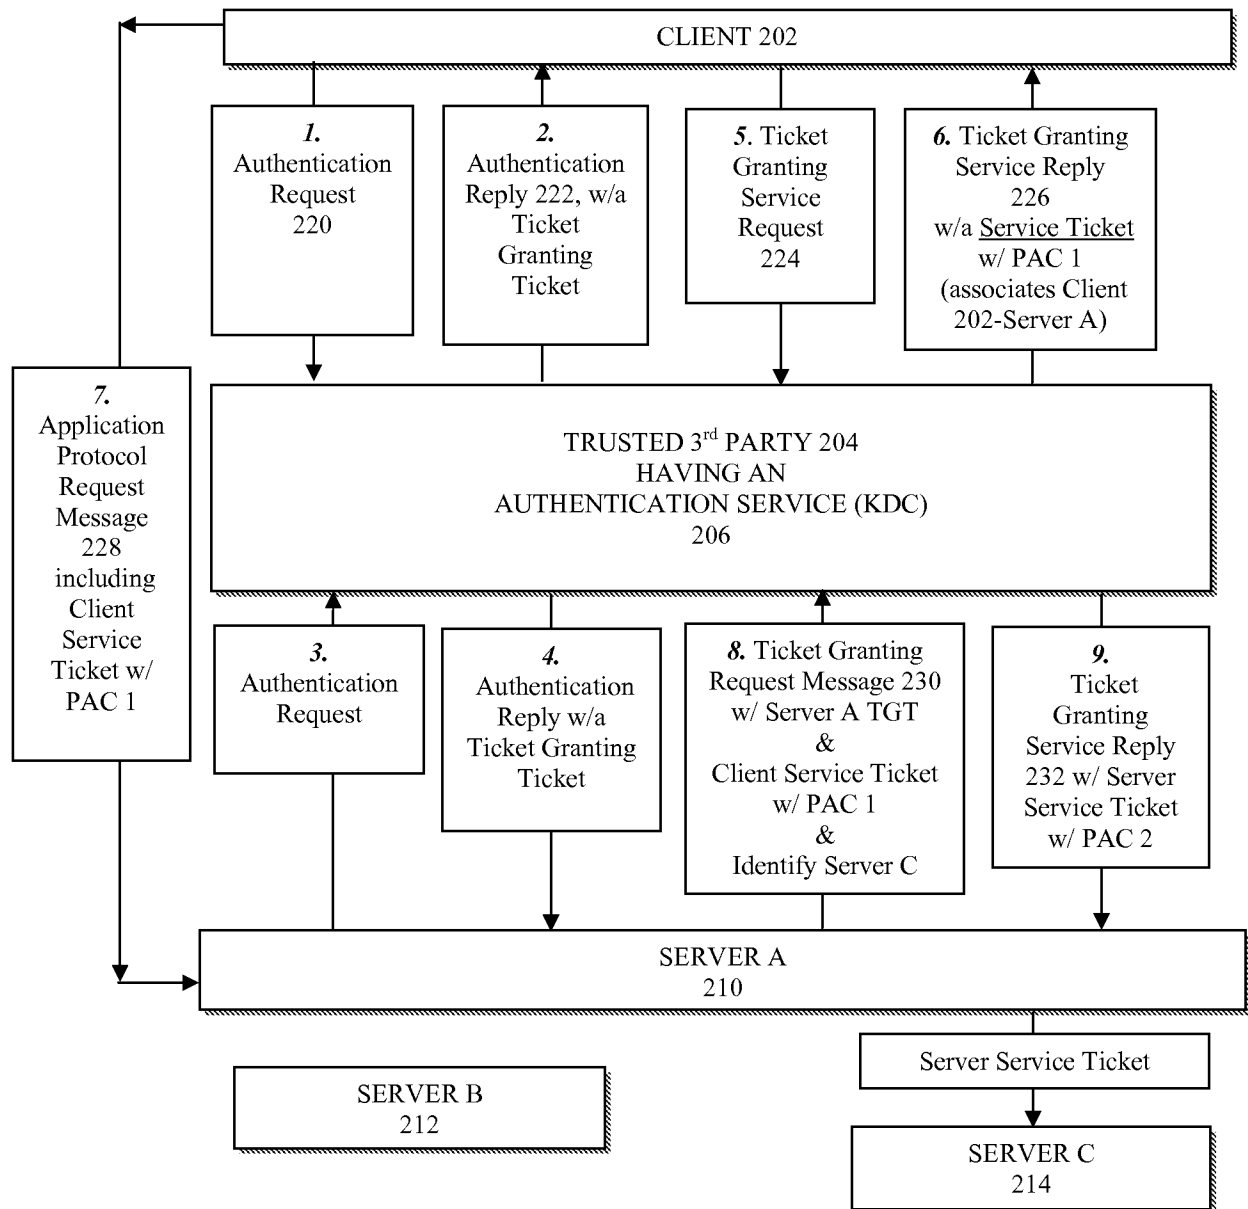 CLIENT 202
1.
Authentication
Request
220
2.
Authentication
Reply 222, w/a
Ticket
Granting
Ticket
5. Ticket
Granting
Service
Request
224
6. Ticket Granting
Service Reply
226
w/a Service Ticket
w/ PAC 1
(associates Client
202-Server A)
7.
Application
Protocol
Request
Message
228
including
Client
Service
Ticket w/
PAC 1
TRUSTED 3rd PARTY 204
HAVING AN
AUTHENTICATION SERVICE (KDC)
206
3.
Authentication
Request
4.
Authentication
Reply w/a
Ticket Granting
Ticket
8. Ticket Granting
Request Message 230
w/ Server A TGT
&
Client Service Ticket
w/ PAC 1
&
Identify Server C
9.
Ticket
Granting
Service Reply
232 w/ Server
Service Ticket
w/ PAC 2
SERVER A
210
Server Service Ticket
SERVER B
212
SERVER C
214